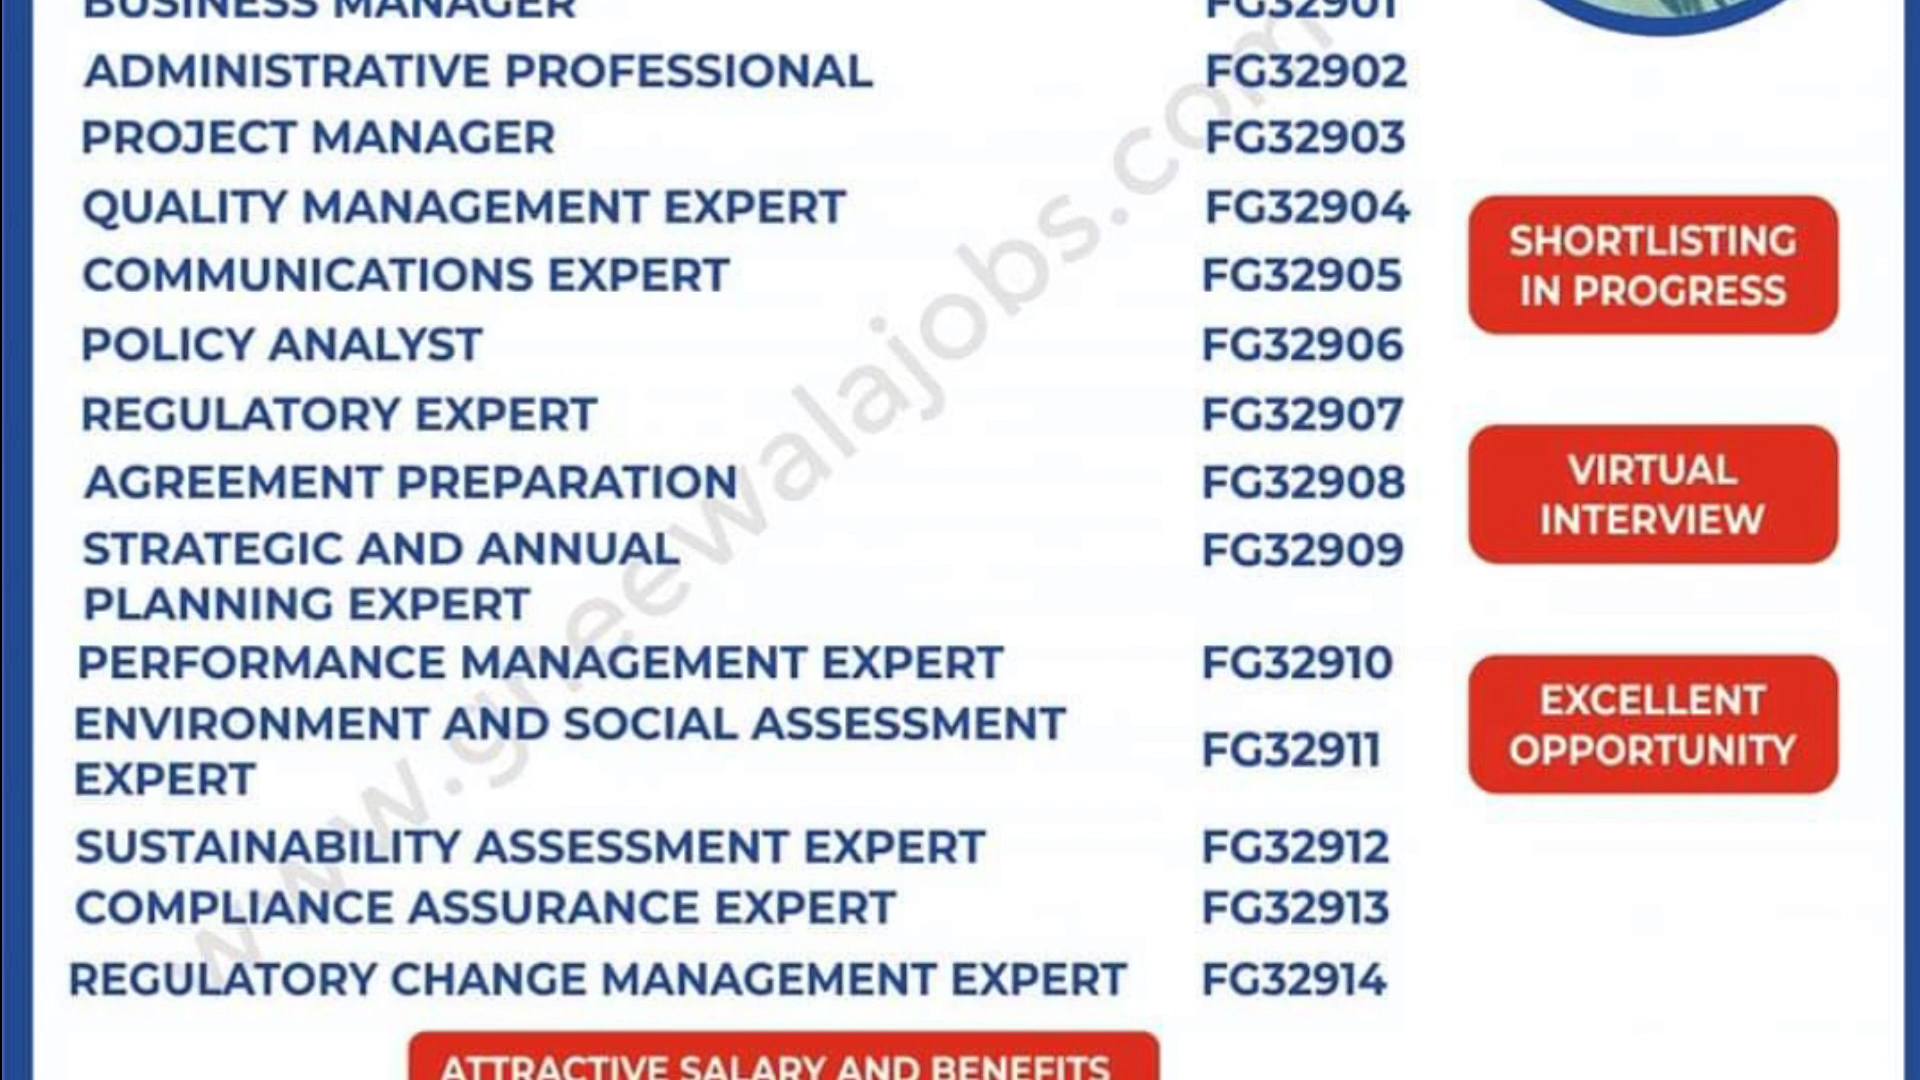 BUSINESS MANAGER FG32901
ADMINISTRATIVE PROFESSIONAL FG32902
PROJECT MANAGER FG32903
QUALITY MANAGEMENT EXPERT FG32904
COMMUNICATIONS EXPERT FG32905
POLICY ANALYST FG32906
REGULATORY EXPERT FG32907
AGREEMENT PREPARATION FG32908
STRATEGIC AND ANNUAL FG32909
PLANNING EXPERT
PERFORMANCE MANAGEMENT EXPERT FG32910
ENVIRONMENT AND SOCIAL ASSESSMENT
EXPERT FG32911
SUSTAINABILITY ASSESSMENT EXPERT FG32912
COMPLIANCE ASSURANCE EXPERT FG32913
REGULATORY CHANGE MANAGEMENT EXPERT FG32914
SHORTLISTING
IN PROGRESS
VIRTUAL
INTERVIEW
EXCELLENT
OPPORTUNITY
ATTRACTIVE SALARY AND BENEFITS